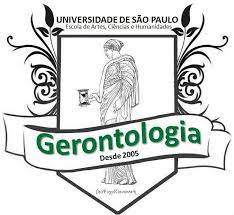 UNIVERSIDADE DE SÃO PAULO
Escola de Artes, Ciências e Humanidades
Gerontologia
Desde 2005